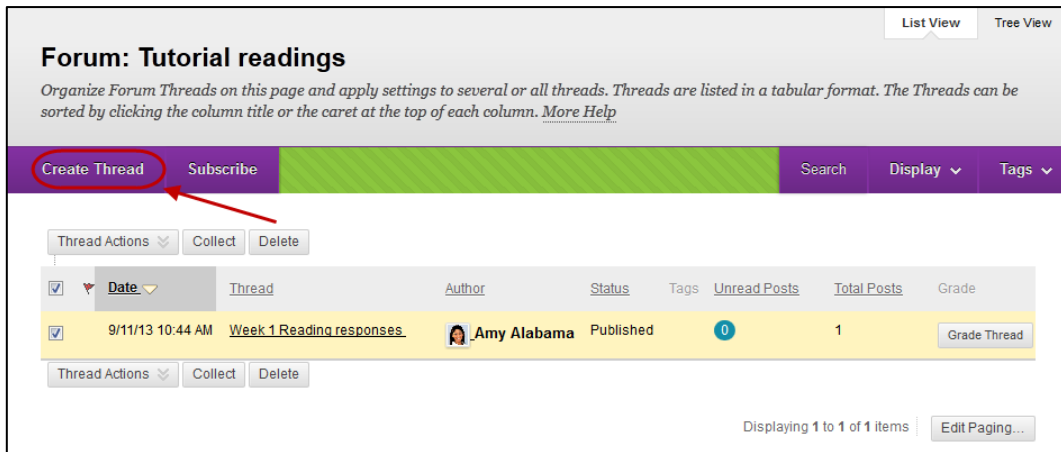 List View Tree View
Forum: Tutorial readings
Organize Forum Threads on this page and apply settings to several or all threads. Threads are listed in a tabular format. The Threads can be
sorted by clicking the column title or the caret at the top of each column. More Help
Create Thread Subscribe Search Display Tags
Thread Actions Collect Delete
Date Thread Author Status Tags Unread Posts Total Posts Grade
9/11/13 10:44 AM Week 1 Reading responses Amy Alabama Published 0 1 Grade Thread
Thread Actions Collect Delete
Displaying 1 to 1 of 1 items Edit Paging...